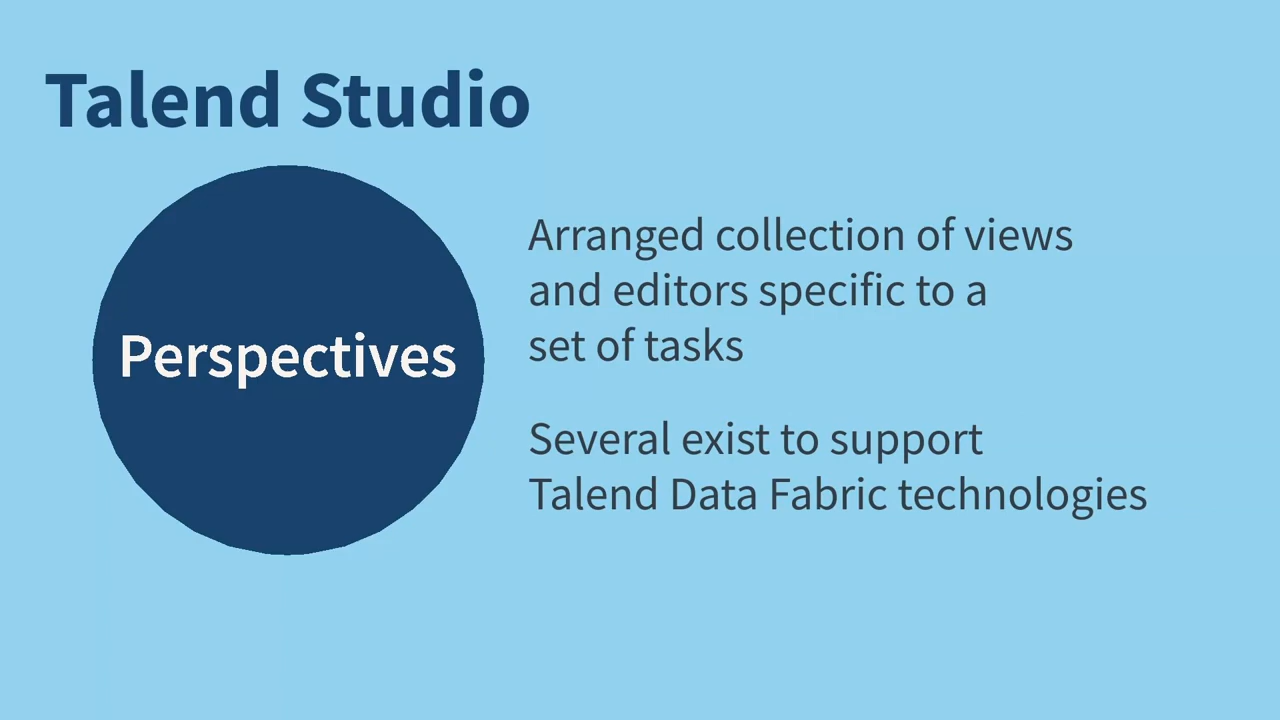 Talend Studio
Perspectives
Arranged collection of views
and editors specific to a
set of tasks
Several exist to support
Talend Data Fabric technologies